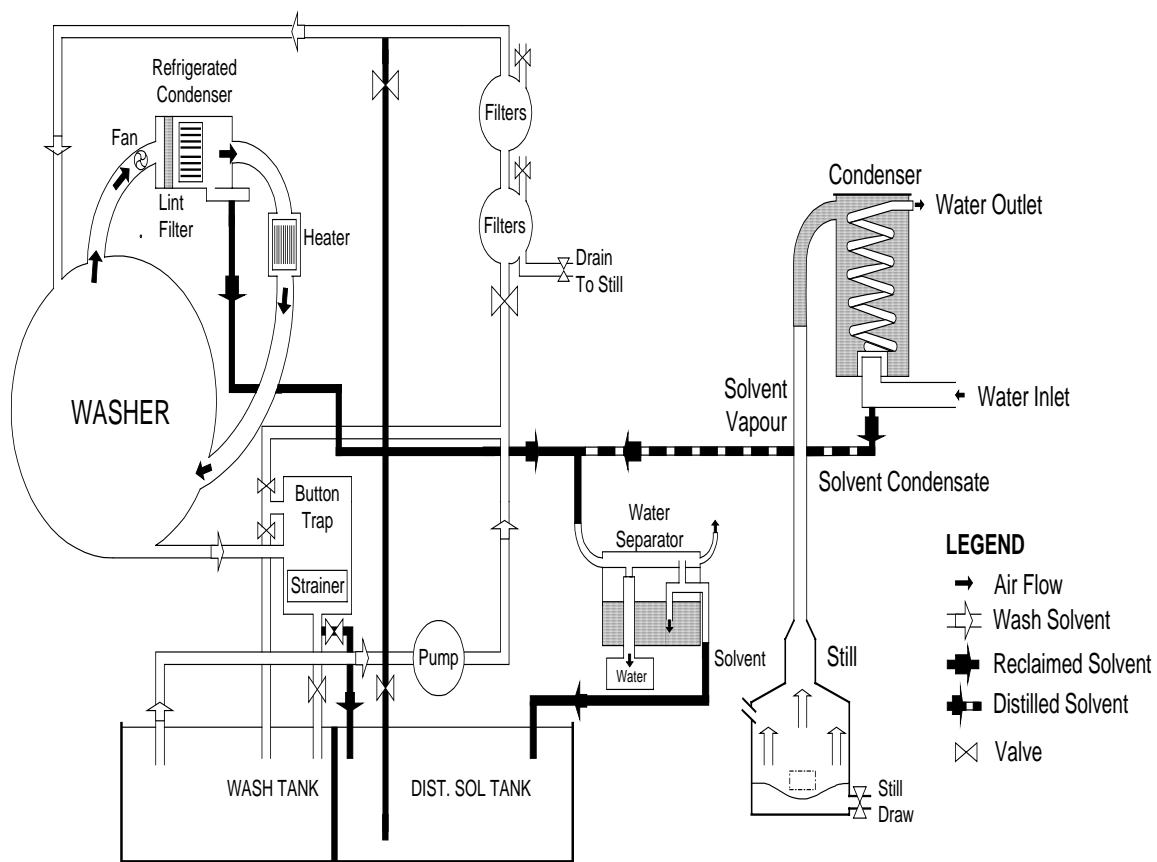 Refrigerated
Condenser
Fan
Lint
Filter
Heater
WASHER
Filters
Filters
Drain
To Still
Condenser
Water Outlet
Water Inlet
Solvent
Vapour
Solvent Condensate
Button
Trap
Strainer
Pump
Water
Separator
Water
Solvent
Still
Still
Draw
WASH TANK
DIST. SOL TANK
LEGEND
Air Flow
Wash Solvent
Reclaimed Solvent
Distilled Solvent
Valve